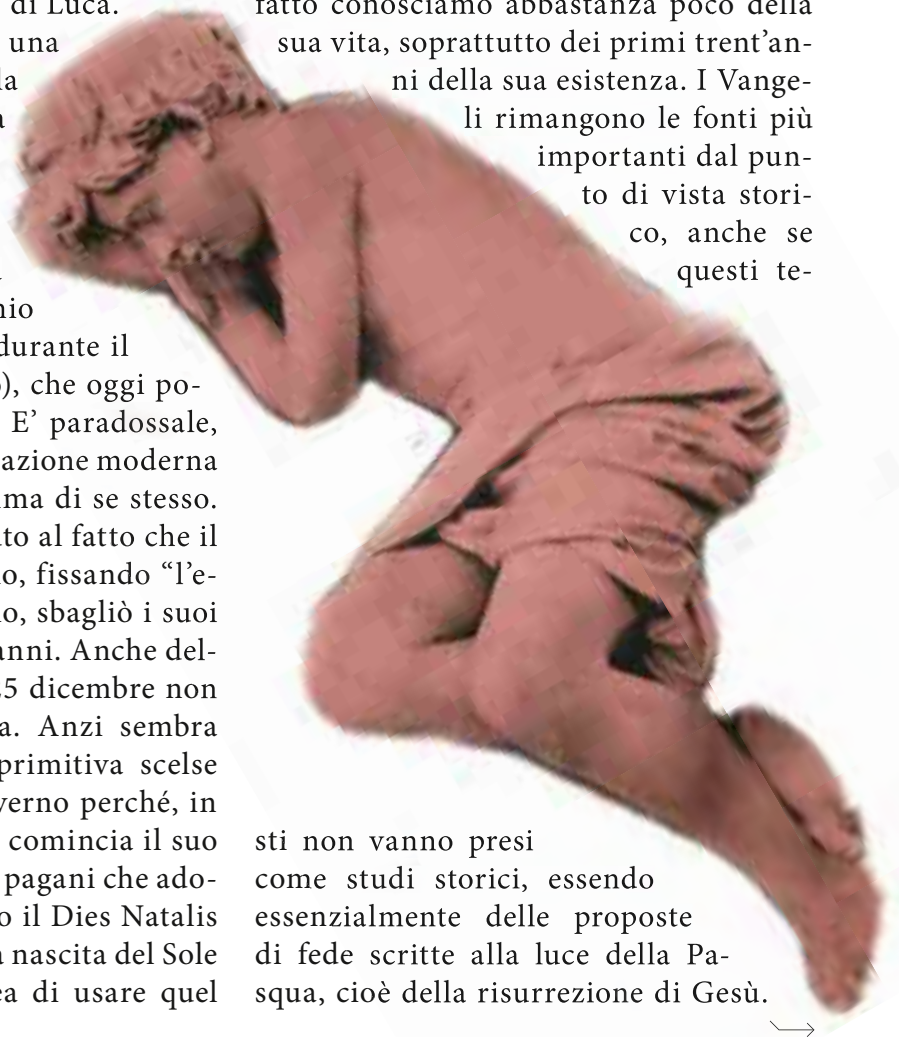 di Luca.
una
la
a
nio
durante il
), che oggi po-
E’ paradossale,
azione moderna
ma di se stesso.
to al fatto che il
o, fissando “l’e-
o, sbagliò i suoi
anni. Anche del-
25 dicembre non
a. Anzi sembra
primitiva scelse
verno perché, in
comincia il suo
pagani che ado-
o il Dies Natalis
a nascita del Sole
ea di usare quel
fatto conosciamo abbastanza poco della
sua vita, soprattutto dei primi trent’an-
ni della sua esistenza. I Vange-
li rimangono le fonti più
importanti dal pun-
to di vista stori-
co, anche se
questi te-
sti non vanno presi
come studi storici, essendo
essenzialmente delle proposte
di fede scritte alla luce della Pa-
squa, cioè della risurrezione di Gesù.